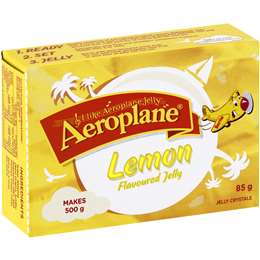 1. READY
2. SET
3. JELLY
I Like Aeroplane Jelly
Aeroplane®
Lemon
Flavoured Jelly
MAKES
500 g
85 g
JELLY CRYSTALS
INGREDIENTS